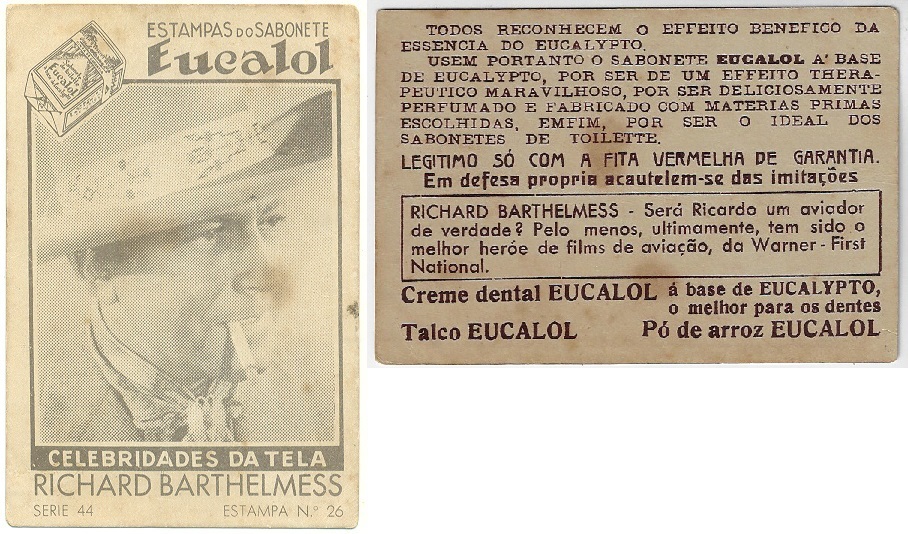 ESTAMPAS DO SABONETE
Eucalol
CELEBRIDADES DA TELA
RICHARD BARTHELMESS
SERIE 44 ESTAMPA N.º 26
TODOS RECONHECEM O EFFEITO BENEFICO DA
ESSENCIA DO EUCALYPTO.
USEM PORTANTO O SABONETE EUCALOL A' BASE
DE EUCALYPTO, POR SER DE UM EFFEITO THERA-
PEUTICO MARAVILHOSO, POR SER DELICIOSAMENTE
PERFUMADO E FABRICADO COM MATERIAS PRIMAS
ESCOLHIDAS, EMFIM, POR SER O IDEAL DOS
SABONETES DE TOILETTE.
LEGITIMO SÓ COM A FITA VERMELHA DE GARANTIA.
Em defesa propria acautelem-se das imitações
RICHARD BARTHELMESS - Será Ricardo um aviador
de verdade? Pelo menos, ultimamente, tem sido o
melhor heróe de films de aviação, da Warner-First
National.
Creme dental EUCALOL á base de EUCALYPTO,
o melhor para os dentes
Talco EUCALOL Pó de arroz EUCALOL